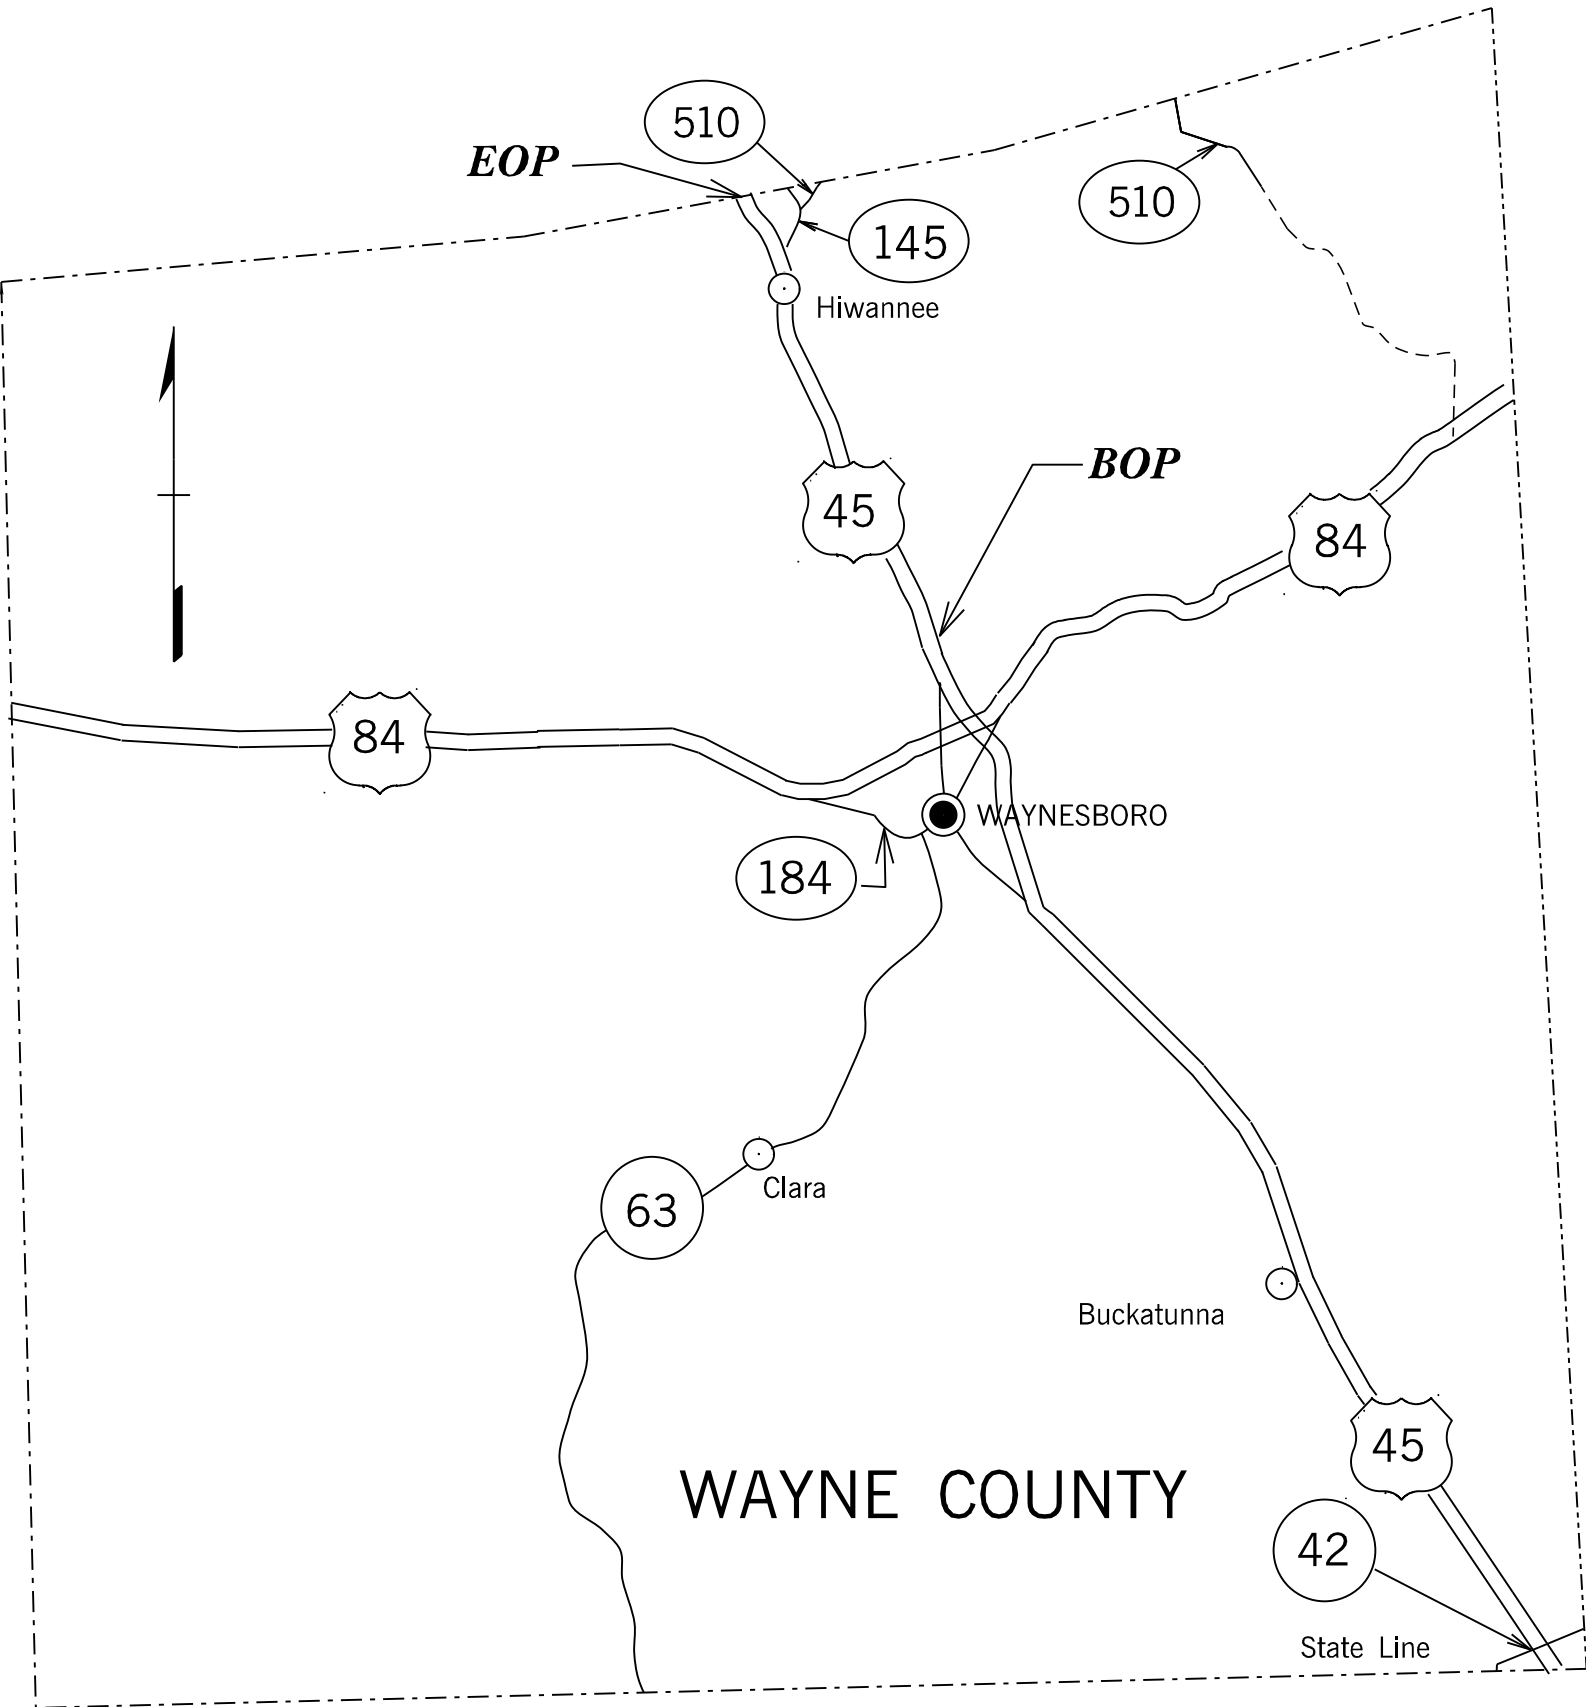 510
EOP
510
145
Hiwannee
45
BOP
84
84
WAYNESBORO
184
Clara
63
Buckatunna
45
WAYNE COUNTY
42
State Line